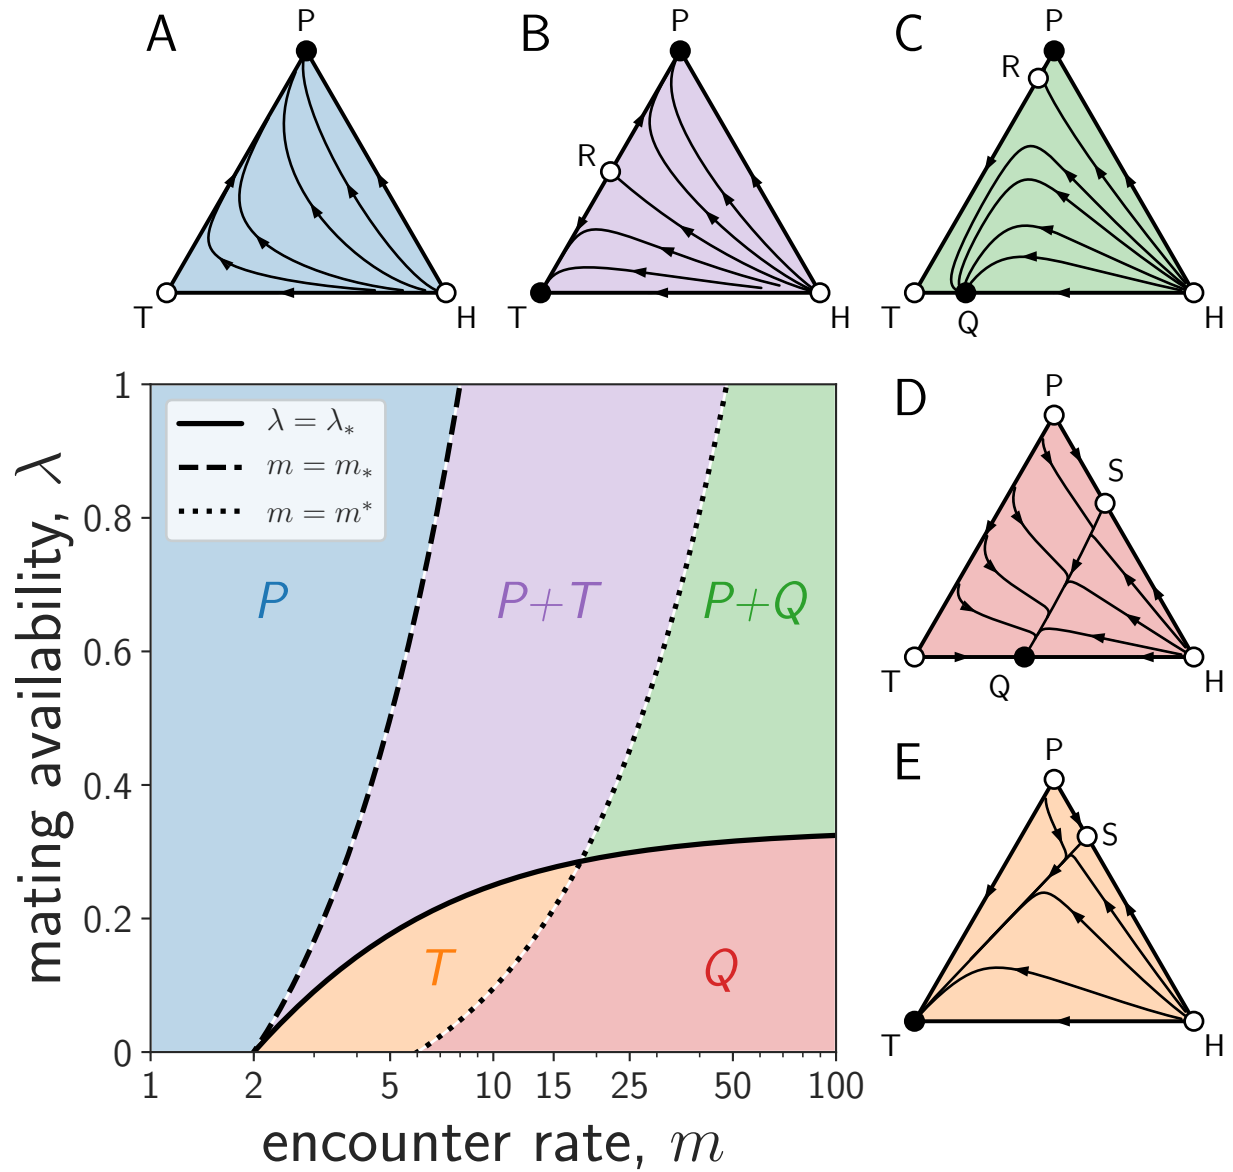 A
P
T
H
B
P
R
T
H
C
P
R
T
Q
H
D
P
S
T
Q
H
E
P
S
T
H
λ = λ*
m = m*
m = m*
P
P+T
P+Q
T
Q
mating availability, λ
1
0.8
0.6
0.4
0.2
0
1
2
5
10
15
25
50
100
encounter rate, m